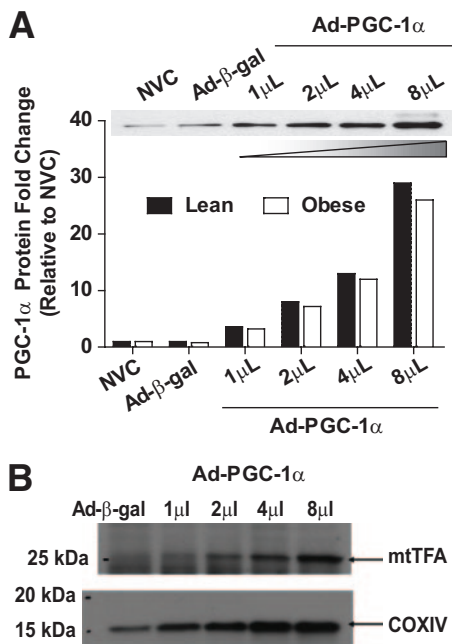 A
Ad-PGC-1α
NVC
Ad-β-gal
1μL
2μL
4μL
8μL
PGC-1α Protein Fold Change
(Relative to NVC)
40
30
20
10
0
Lean
Obese
NVC
Ad-β-gal
1μL
2μL
4μL
8μL
Ad-PGC-1α
B
Ad-PGC-1α
Ad-β-gal 1μl 2μl 4μl 8μl
25 kDa
mtTFA
20 kDa
15 kDa
COXIV